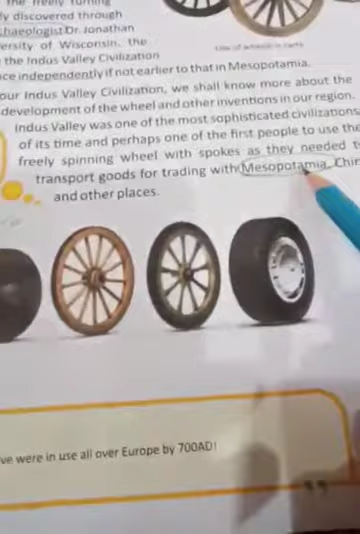 the freely turning
ly discovered through
chaeologist Dr. Jonathan
ersity of Wisconsin, the
the Indus Valley Civilization
Use of wheels in carts
ce independently if not earlier to that in Mesopotamia.
our Indus Valley Civilization, we shall know more about the
development of the wheel and other inventions in our region.
Indus Valley was one of the most sophisticated civilizations
of its time and perhaps one of the first people to use the
freely spinning wheel with spokes as they needed to
transport goods for trading with Mesopotamia, Chin
and other places.
ve were in use all over Europe by 700AD!